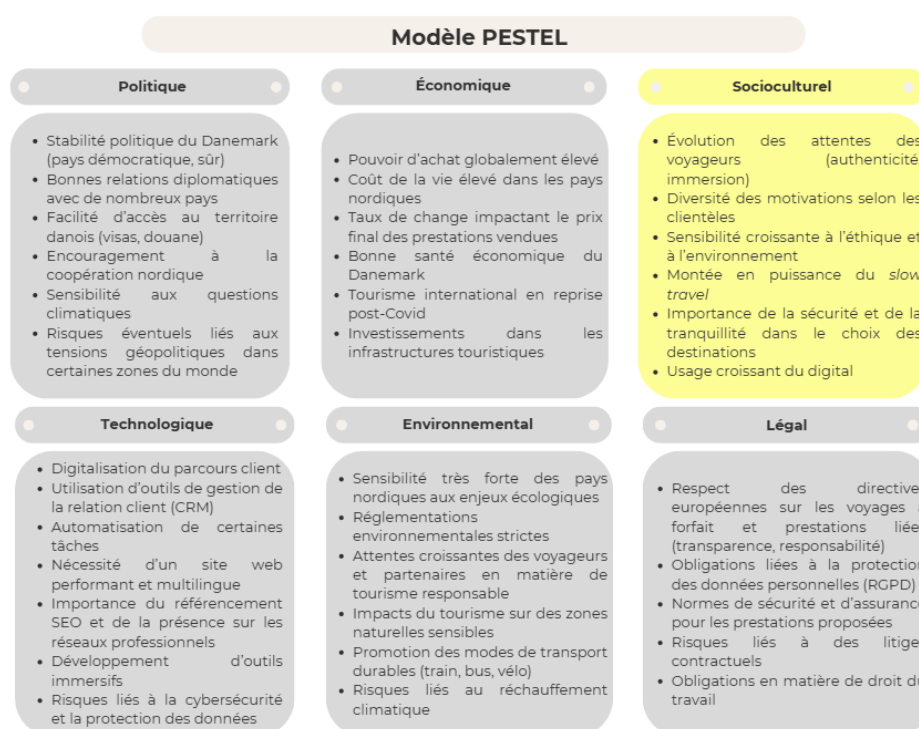 Modèle PESTEL
Politique
• Stabilité politique du Danemark
(pays démocratique, sûr)
• Bonnes relations diplomatiques
avec de nombreux pays
• Facilité d'accès au territoire
danois (visas, douane)
• Encouragement à la
coopération nordique
• Sensibilité aux questions
climatiques
• Risques éventuels liés aux
tensions géopolitiques dans
certaines zones du monde
Économique
• Pouvoir d'achat globalement élevé
• Coût de la vie élevé dans les pays
nordiques
• Taux de change impactant le prix
final des prestations vendues
• Bonne santé économique du
Danemark
• Tourisme international en reprise
post-Covid
• Investissements dans les
infrastructures touristiques
Socioculturel
• Évolution des attentes des
voyageurs (authenticité
immersion)
• Diversité des motivations selon les
clientèles
• Sensibilité croissante à l'éthique et
à l'environnement
• Montée en puissance du slow
travel
• Importance de la sécurité et de la
tranquillité dans le choix des
destinations
• Usage croissant du digital
Technologique
• Digitalisation du parcours client
• Utilisation d'outils de gestion de
la relation client (CRM)
• Automatisation de certaines
tâches
• Nécessité d'un site web
performant et multilingue
• Importance du référencement
SEO et de la présence sur les
réseaux professionnels
• Développement d'outils
immersifs
• Risques liés à la cybersécurité
et la protection des données
Environnemental
• Sensibilité très forte des pays
nordiques aux enjeux écologiques
• Réglementations
environnementales strictes
• Attentes croissantes des voyageurs
et partenaires en matière de
tourisme responsable
• Impacts du tourisme sur des zones
naturelles sensibles
• Promotion des modes de transport
durables (train, bus, vélo)
• Risques liés au réchauffement
climatique
Légal
• Respect des directive
européennes sur les voyages à
forfait et prestations liée
(transparence, responsabilité)
• Obligations liées à la protection
des données personnelles (RGPD)
• Normes de sécurité et d'assurance
pour les prestations proposées
• Risques liés à des litige
contractuels
• Obligations en matière de droit du
travail